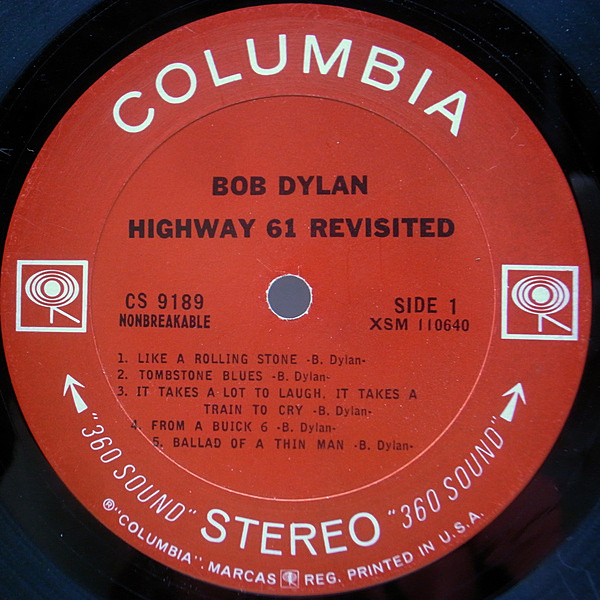 COLUMBIA
BOB DYLAN
HIGHWAY 61 REVISITED
CS 9189
NONBREAKABLE
SIDE 1
XSM 110640
1. LIKE A ROLLING STONE -B. Dylan-
2. TOMBSTONE BLUES -B. Dylan-
3. IT TAKES A LOT TO LAUGH, IT TAKES A
TRAIN TO CRY -B. Dylan-
4. FROM A BUICK 6 -B. Dylan-
5. BALLAD OF A THIN MAN -B. Dylan-
"360 SOUND" STEREO "360 SOUND"
® "COLUMBIA", MARCAS REG. PRINTED IN U.S.A.